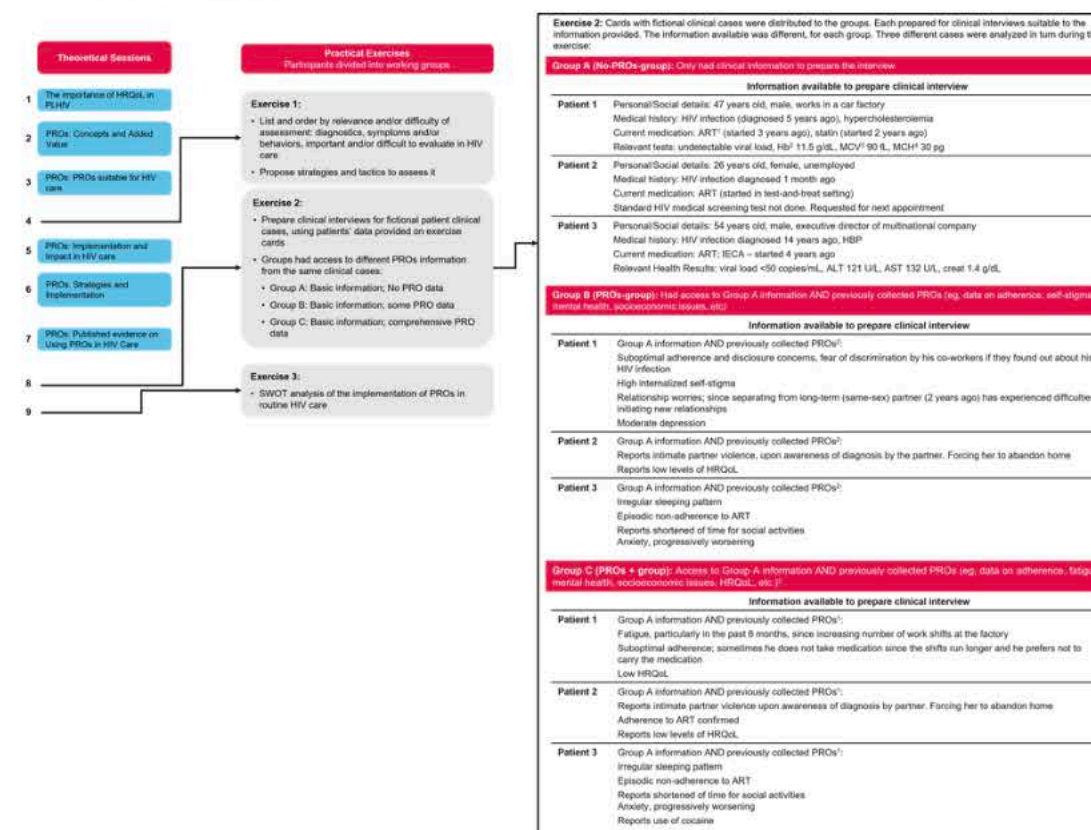 Theoretical Sessions
1 The importance of HRQoL in
PLHIV
2 PROs: Concepts and Added
Value
3 PROs: PROs suitable for HIV
care
4
5 PROs: Implementation and
Impact in HIV care
6 PROs: Strategies and
Implementation
7 PROs: Published evidence on
Using PROs in HIV Care
8
9
Practical Exercises
Participants divided into working groups
Exercise 1:
• List and order by relevance and/or difficulty of
assessment: diagnostics, symptoms and/or
behaviors, important and/or difficult to evaluate in HIV
care
• Propose strategies and tactics to assess it
Exercise 2:
• Prepare clinical interviews for fictional patient clinical
cases, using patients' data provided on exercise
cards
• Groups had access to different PROs information
from the same clinical cases:
• Group A: Basic information; No PRO data
• Group B: Basic information; some PRO data
• Group C: Basic information; comprehensive PRO
data
Exercise 3:
• SWOT analysis of the implementation of PROs in
routine HIV care
Exercise 2: Cards with fictional clinical cases were distributed to the groups. Each prepared for clinical interviews suitable to the
information provided. The information available was different, for each group. Three different cases were analyzed in turn during th
exercise:
Group A (No-PROs-group): Only had clinical information to prepare the interview
Information available to prepare clinical interview
Patient 1 Personal/Social details: 47 years old, male, works in a car factory
Medical history: HIV infection (diagnosed 5 years ago), hypercholesterolemia
Current medication: ART¹ (started 3 years ago), statin (started 2 years ago)
Relevant tests: undetectable viral load, Hb² 11.5 g/dL, MCV³ 90 fL, MCH⁴ 30 pg
Patient 2 Personal/Social details: 26 years old, female, unemployed
Medical history: HIV infection diagnosed 1 month ago
Current medication: ART (started in test-and-treat setting)
Standard HIV medical screening test not done. Requested for next appointment
Patient 3 Personal/Social details: 54 years old, male, executive director of multinational company
Medical history: HIV infection diagnosed 14 years ago, HBP
Current medication: ART; IECA – started 4 years ago
Relevant Health Results: viral load <50 copies/mL, ALT 121 U/L, AST 132 U/L, creat 1.4 g/dL
Group B (PROs-group): Had access to Group A information AND previously collected PROs (eg, data on adherence, self-stigma
mental health, socioeconomic issues, etc)
Information available to prepare clinical interview
Patient 1 Group A information AND previously collected PROs²:
Suboptimal adherence and disclosure concerns, fear of discrimination by his co-workers if they found out about his
HIV infection
High internalized self-stigma
Relationship worries; since separating from long-term (same-sex) partner (2 years ago) has experienced difficulties
initiating new relationships
Moderate depression
Patient 2 Group A information AND previously collected PROs²:
Reports intimate partner violence, upon awareness of diagnosis by the partner. Forcing her to abandon home
Reports low levels of HRQoL
Patient 3 Group A information AND previously collected PROs²:
Irregular sleeping pattern
Episodic non-adherence to ART
Reports shortened of time for social activities
Anxiety, progressively worsening
Group C (PROs + group): Access to Group A information AND previously collected PROs (eg, data on adherence, fatigu
mental health, socioeconomic issues, HRQoL, etc.)
Information available to prepare clinical interview
Patient 1 Group A information AND previously collected PROs¹:
Fatigue, particularly in the past 6 months, since increasing number of work shifts at the factory
Suboptimal adherence; sometimes he does not take medication since the shifts run longer and he prefers not to
carry the medication
Low HRQoL
Patient 2 Group A information AND previously collected PROs¹:
Reports intimate partner violence upon awareness of diagnosis by partner. Forcing her to abandon home
Adherence to ART confirmed
Reports low levels of HRQoL
Patient 3 Group A information AND previously collected PROs¹:
Irregular sleeping pattern
Episodic non-adherence to ART
Reports shortened of time for social activities
Anxiety, progressively worsening
Reports use of cocaine